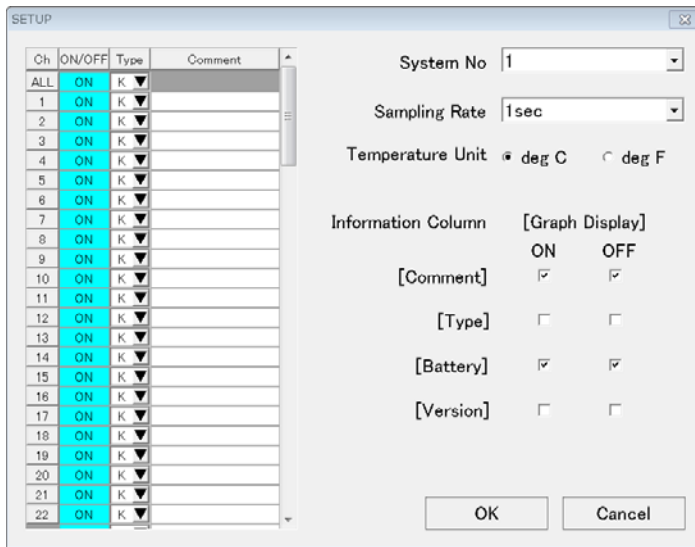 SETUP
Ch ON/OFF Type Comment
ALL ON K
1 ON K
2 ON K
3 ON K
4 ON K
5 ON K
6 ON K
7 ON K
8 ON K
9 ON K
10 ON K
11 ON K
12 ON K
13 ON K
14 ON K
15 ON K
16 ON K
17 ON K
18 ON K
19 ON K
20 ON K
21 ON K
22 ON K
System No 1
Sampling Rate 1sec
Temperature Unit deg C deg F
Information Column [Graph Display]
ON OFF
[Comment]
[Type]
[Battery]
[Version]
OK Cancel